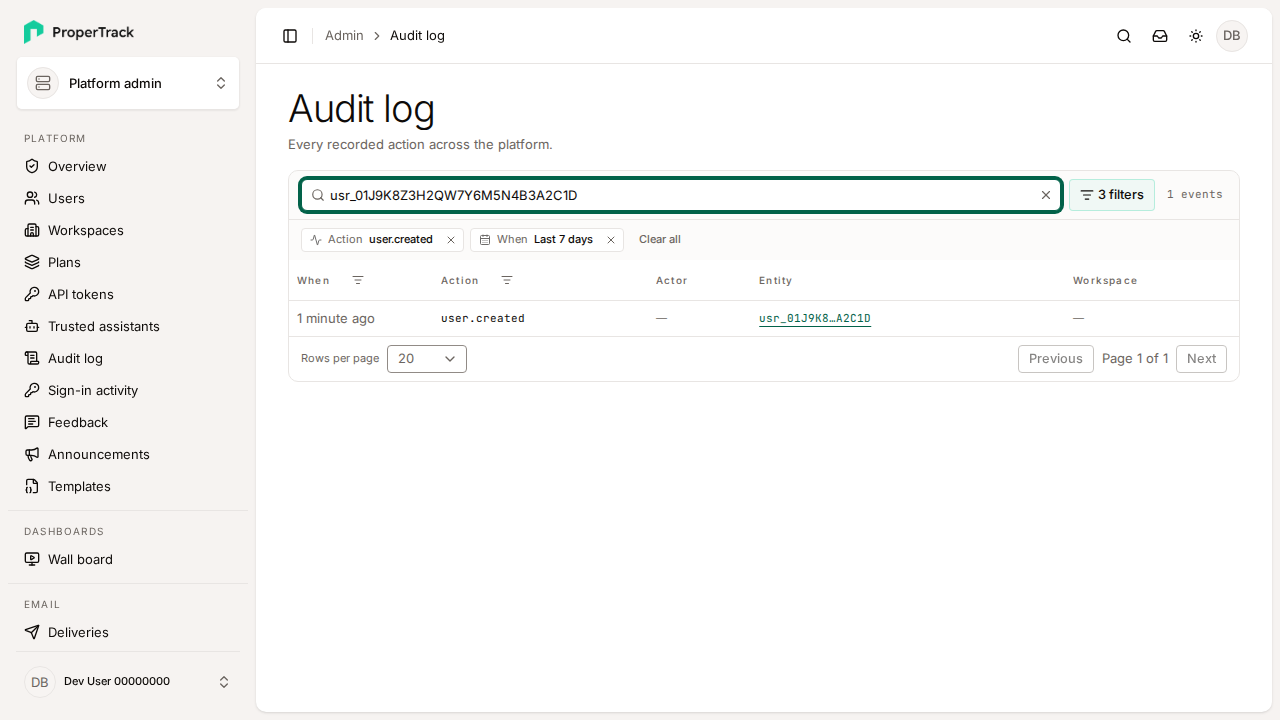 ProperTrack
Platform admin
PLATFORM
Overview
Users
Workspaces
Plans
API tokens
Trusted assistants
Audit log
Sign-in activity
Feedback
Announcements
Templates
DASHBOARDS
Wall board
EMAIL
Deliveries
DB Dev User 00000000
Admin > Audit log
DB
Audit log
Every recorded action across the platform.
usr_01J9K8Z3H2QW7Y6M5N4B3A2C1D
3 filters
1 events
Action user.created
When Last 7 days
Clear all
When Action Actor Entity Workspace
1 minute ago user.created — usr_01J9K8…A2C1D —
Rows per page 20 Previous Page 1 of 1 Next